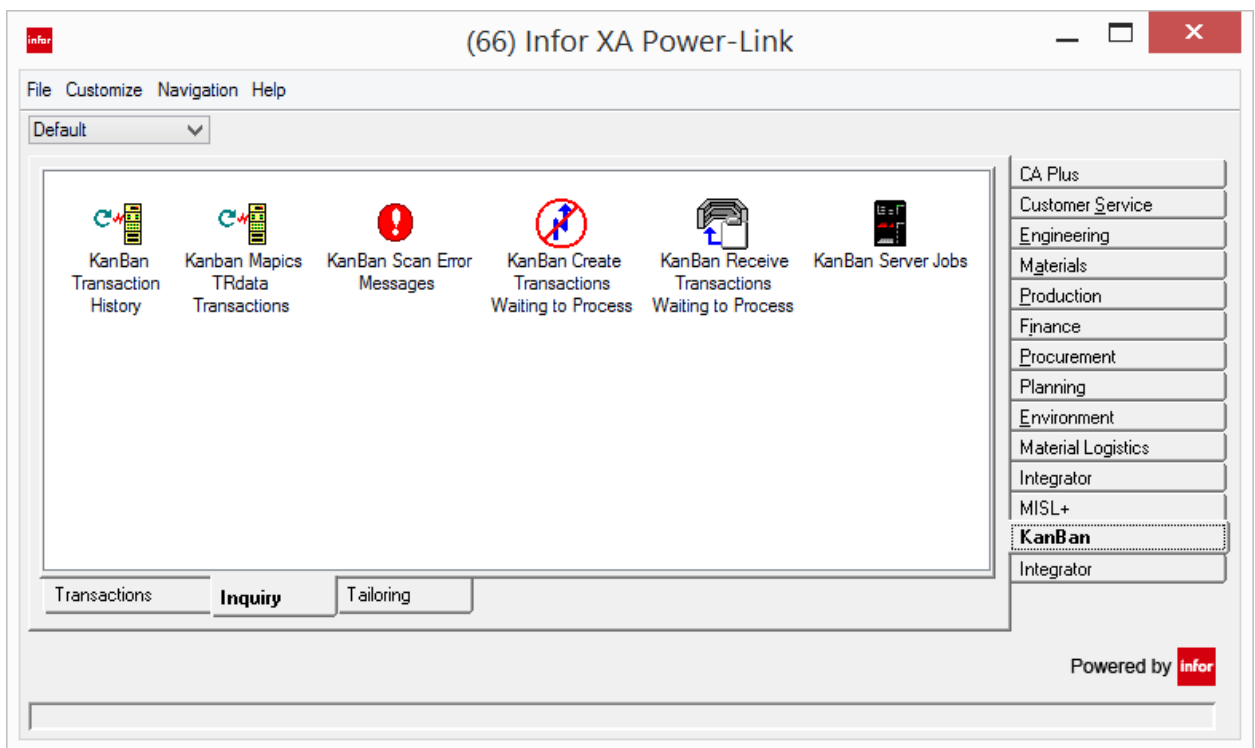 infor
(66) Infor XA Power-Link
File Customize Navigation Help
Default
KanBan
Transaction
History
Kanban Mapics
TRdata
Transactions
KanBan Scan Error
Messages
KanBan Create
Transactions
Waiting to Process
KanBan Receive
Transactions
Waiting to Process
KanBan Server Jobs
CA Plus
Customer Service
Engineering
Materials
Production
Finance
Procurement
Planning
Environment
Material Logistics
Integrator
MISL+
KanBan
Integrator
Transactions
Inquiry
Tailoring
Powered by infor